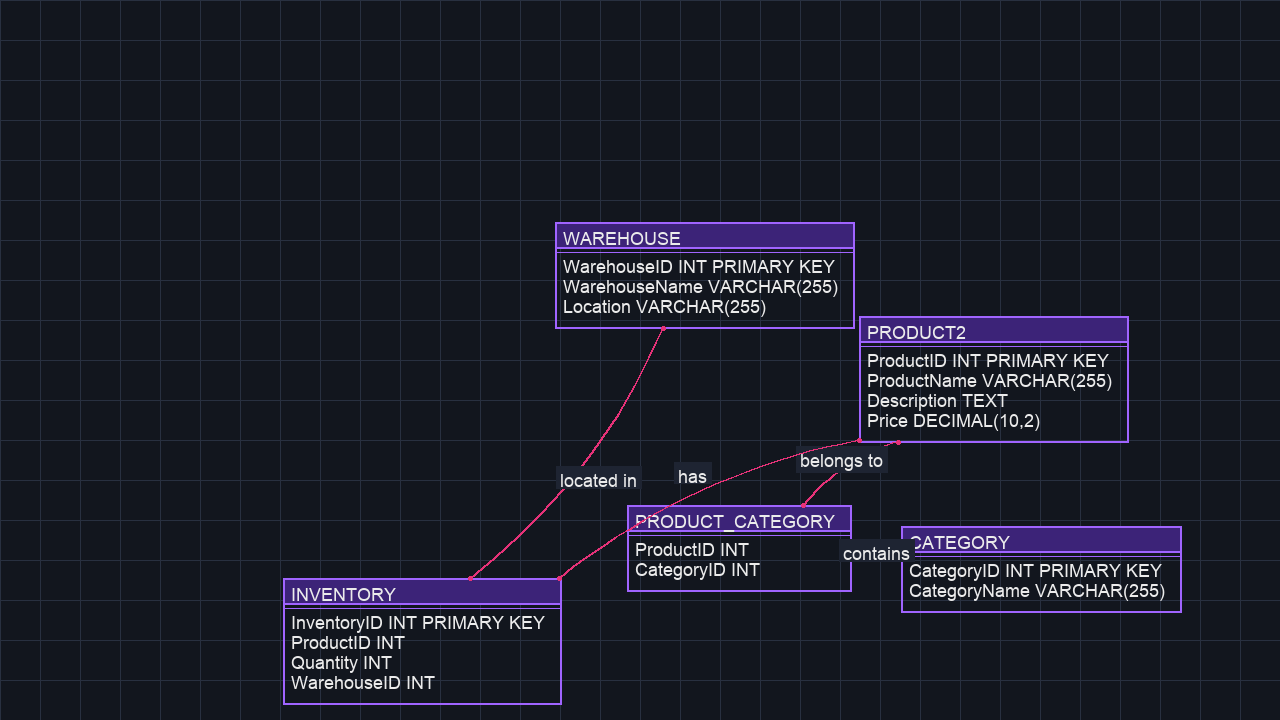 WAREHOUSE
WarehouseID INT PRIMARY KEY
WarehouseName VARCHAR(255)
Location VARCHAR(255)
PRODUCT2
ProductID INT PRIMARY KEY
ProductName VARCHAR(255)
Description TEXT
Price DECIMAL(10,2)
located in
has
belongs to
PRODUCT_CATEGORY
ProductID INT
CategoryID INT
contains
CATEGORY
CategoryID INT PRIMARY KEY
CategoryName VARCHAR(255)
INVENTORY
InventoryID INT PRIMARY KEY
ProductID INT
Quantity INT
WarehouseID INT